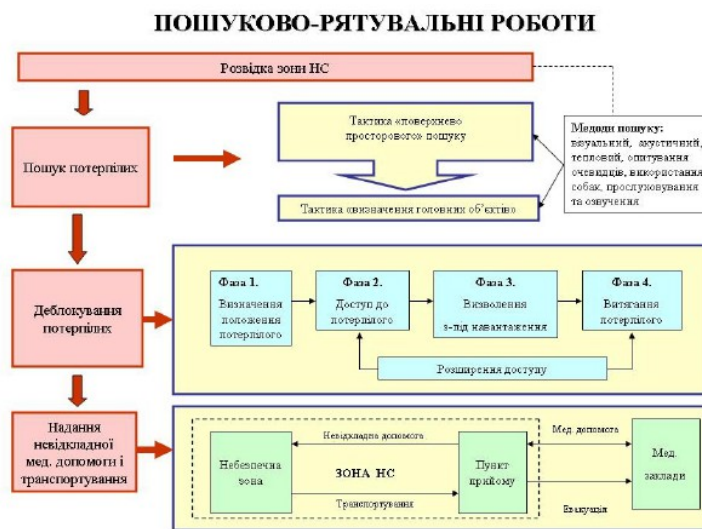 ПОШУКОВО-РЯТУВАЛЬНІ РОБОТИ
Розвідка зони НС
Пошук потерпілих
Тактика «поверхнево
просторового» пошуку
Тактика «визначення головних об'єктів»
Методи пошуку:
візуальний, акустичний,
тепловий, опитування
очевидців, використання
собак, прослуховування
та озвучення
Деблокування
потерпілих
Фаза 1.
Визначення
положення
потерпілого
Фаза 2.
Доступ до
потерпілого
Фаза 3.
Визволення
з-під навантаження
Фаза 4.
Витягання
потерпілого
Розширення доступу
Надання
невідкладної
мед. допомоги і
транспортування
Небезпечна
зона
Невідкладна допомога
ЗОНА НС
Транспортування
Пункт
прийому
Мед. допомога
Евакуація
Мед.
заклади